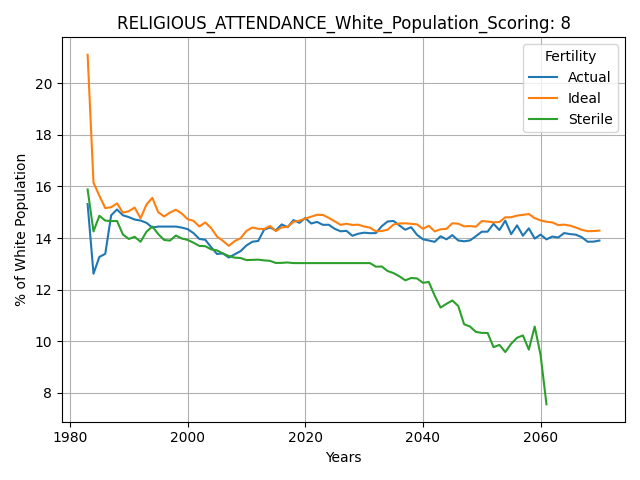 RELIGIOUS_ATTENDANCE_White_Population_Scoring: 8
% of White Population
20
18
16
14
12
10
8
Fertility
Actual
Ideal
Sterile
1980 2000 2020 2040 2060
Years